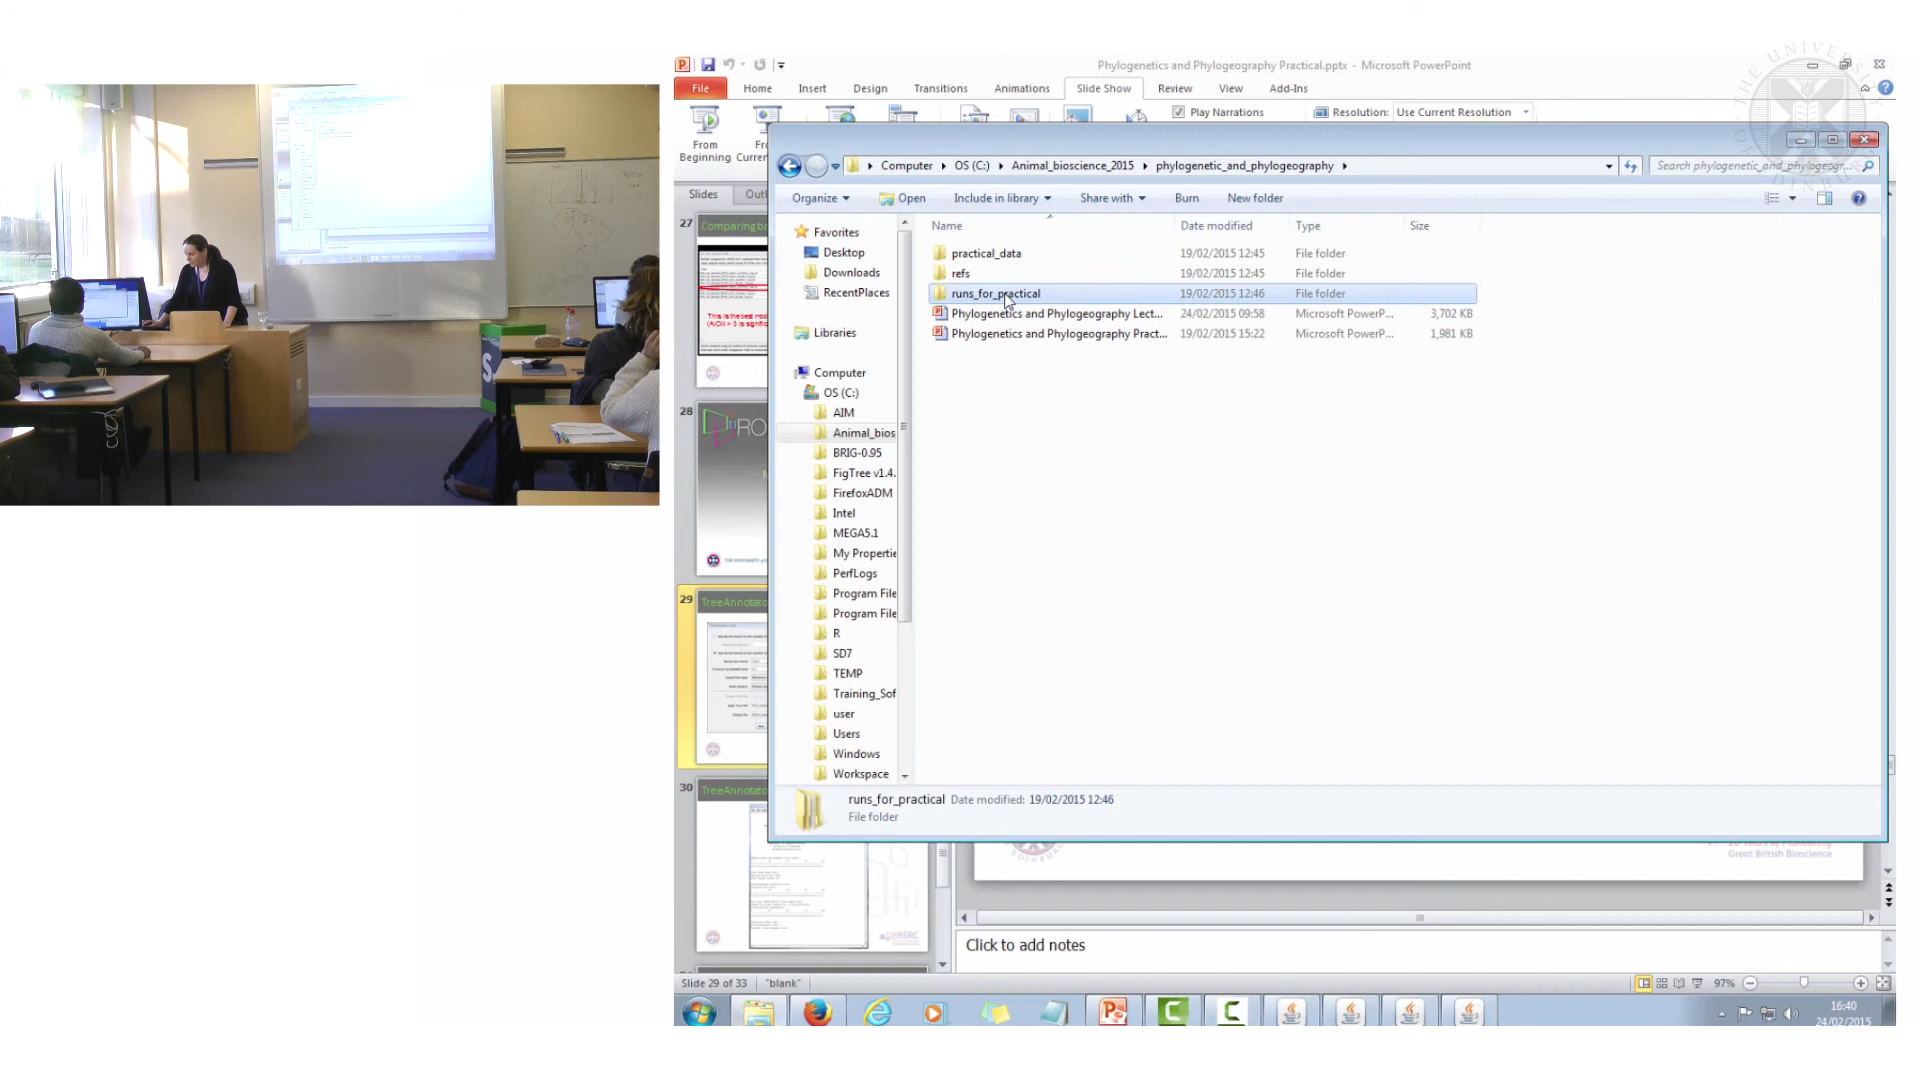 Phylogenetics and Phylogeography Practical.pptx - Microsoft PowerPoint
File Home Insert Design Transitions Animations Slide Show Review View Add-Ins
From Beginning
Play Narrations
Resolution: Use Current Resolution
Computer OS (C:) Animal_bioscience_2015 phylogenetic_and_phylogeography
Search phylogenetic_and_phylogeogr...
Organize Open Include in library Share with Burn New folder
Slides
Name Date modified Type Size
Favorites
Desktop
Downloads
RecentPlaces
Libraries
Computer
OS (C:)
AIM
Animal_bios
BRIG-0.95
FigTree v1.4.
FirefoxADM
Intel
MEGA5.1
My Propertie
PerfLogs
Program File
Program File
R
SD7
TEMP
Training_Sof
user
Users
Windows
Workspace
practical_data 19/02/2015 12:45 File folder
refs 19/02/2015 12:45 File folder
runs_for_practical 19/02/2015 12:46 File folder
Phylogenetics and Phylogeography Lect... 24/02/2015 09:58 Microsoft PowerP... 3,702 KB
Phylogenetics and Phylogeography Pract... 19/02/2015 15:22 Microsoft PowerP... 1,981 KB
27
28
29 TreeAnnotato
30 TreeAnnotato
runs_for_practical Date modified: 19/02/2015 12:46
File folder
Great British Bioscience
Click to add notes
Slide 29 of 33 "blank"
97%
16:40
24/02/2015